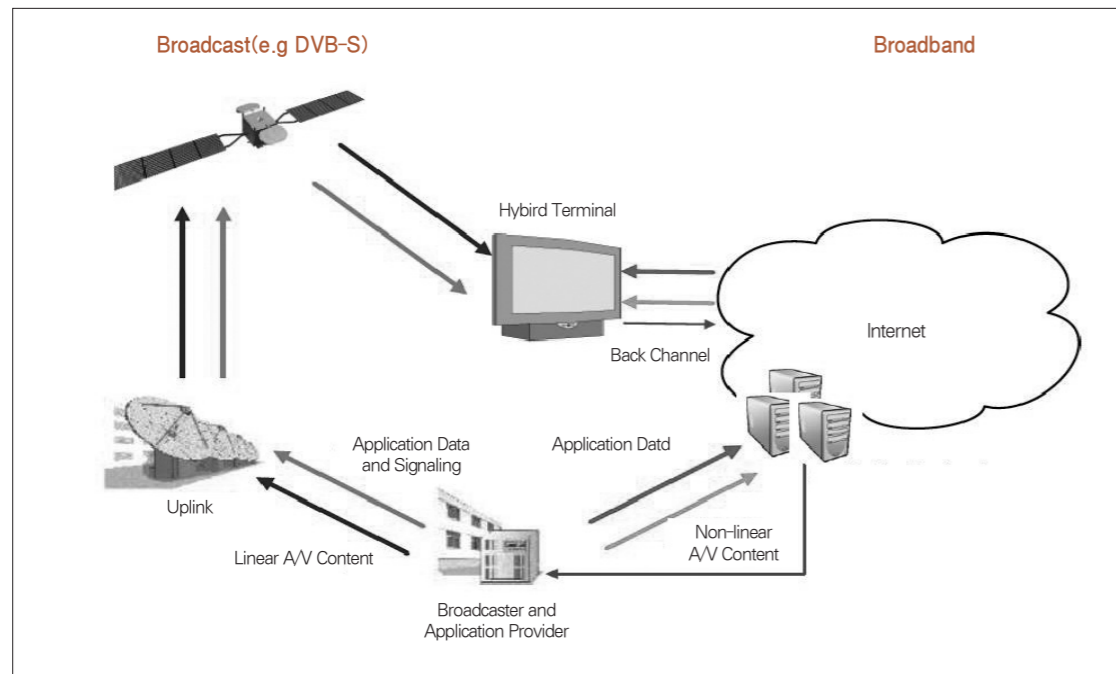 Broadcast(e.g DVB-S)
Broadband
Hybird Terminal
Internet
Back Channel
Application Data
and Signaling
Application Datd
Uplink
Linear A/V Content
Non-linear
A/V Content
Broadcaster and
Application Provider